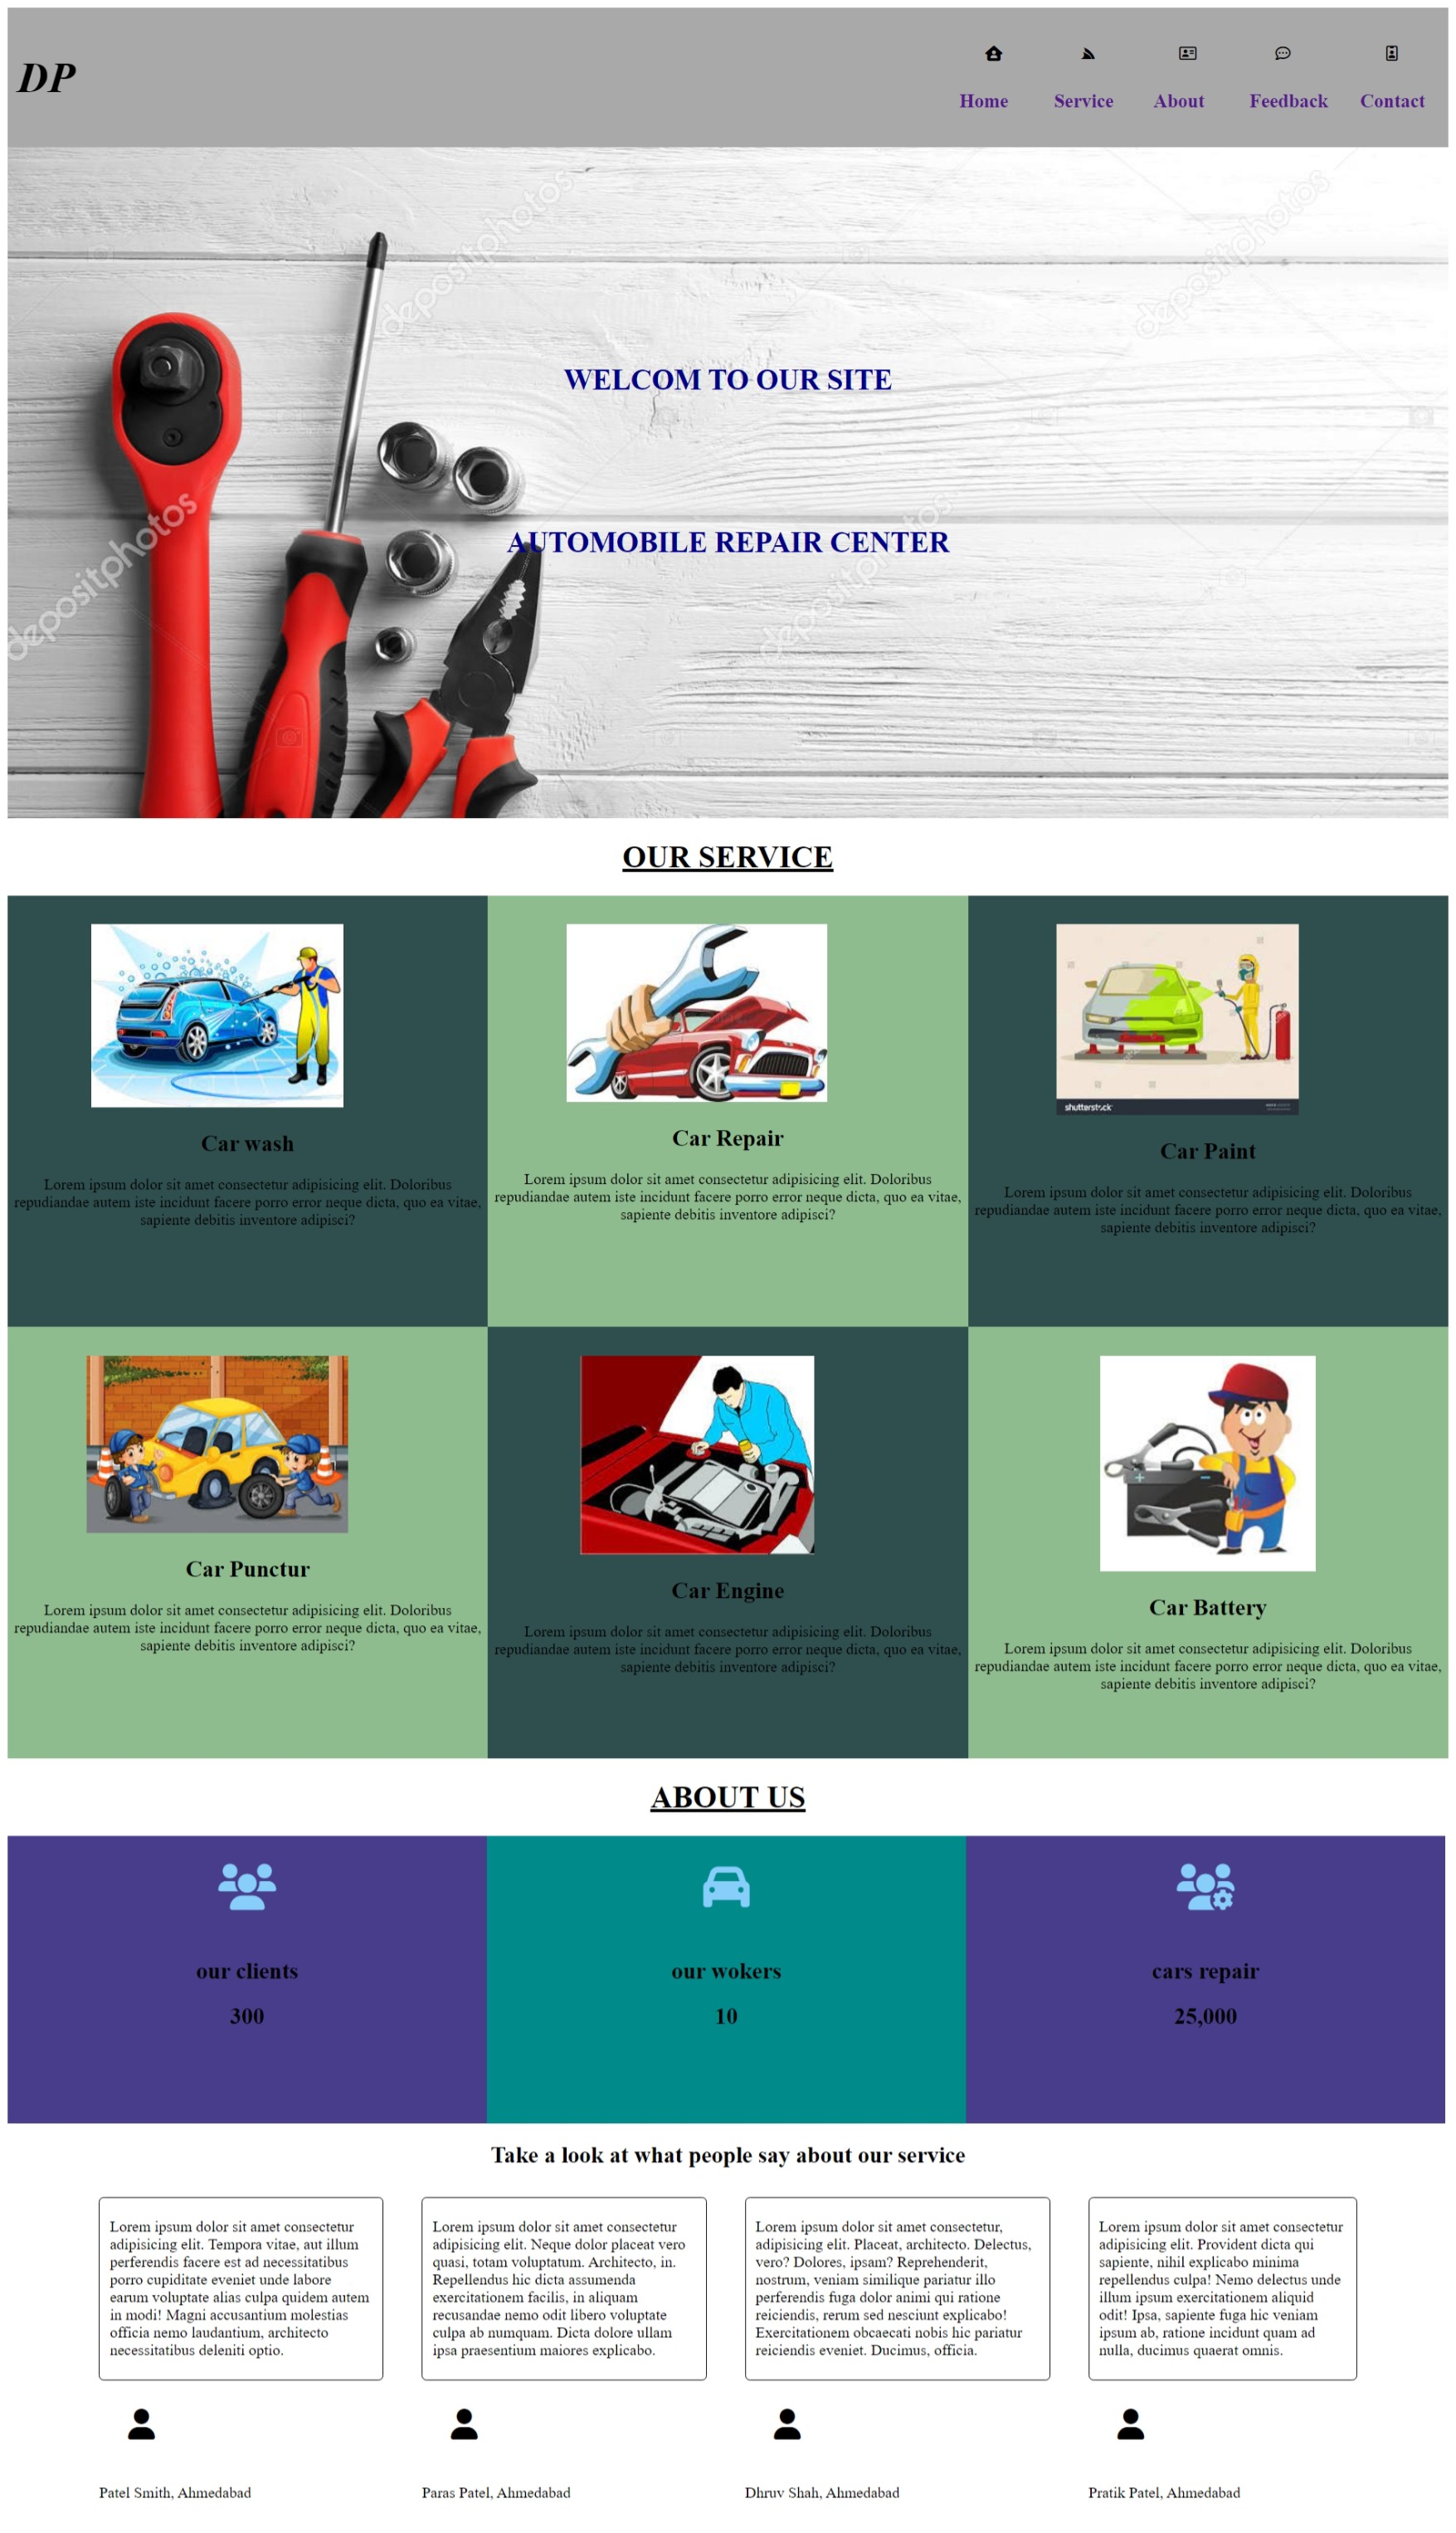 DP
Home Service About Feedback Contact
depositphotos depositphotos
WELCOM TO OUR SITE
depositphotos depositphotos
AUTOMOBILE REPAIR CENTER
OUR SERVICE
shutterstock
Car wash
Lorem ipsum dolor sit amet consectetur adipisicing elit. Doloribus
repudiandae autem iste incidunt facere porro error neque dicta, quo ea vitae,
sapiente debitis inventore adipisci?
Car Repair
Lorem ipsum dolor sit amet consectetur adipisicing elit. Doloribus
repudiandae autem iste incidunt facere porro error neque dicta, quo ea vitae,
sapiente debitis inventore adipisci?
Car Paint
Lorem ipsum dolor sit amet consectetur adipisicing elit. Doloribus
repudiandae autem iste incidunt facere porro error neque dicta, quo ea vitae,
sapiente debitis inventore adipisci?
Car Punctur
Lorem ipsum dolor sit amet consectetur adipisicing elit. Doloribus
repudiandae autem iste incidunt facere porro error neque dicta, quo ea vitae,
sapiente debitis inventore adipisci?
Car Engine
Lorem ipsum dolor sit amet consectetur adipisicing elit. Doloribus
repudiandae autem iste incidunt facere porro error neque dicta, quo ea vitae,
sapiente debitis inventore adipisci?
Car Battery
Lorem ipsum dolor sit amet consectetur adipisicing elit. Doloribus
repudiandae autem iste incidunt facere porro error neque dicta, quo ea vitae,
sapiente debitis inventore adipisci?
ABOUT US
our clients
300
our wokers
10
cars repair
25,000
Take a look at what people say about our service
Lorem ipsum dolor sit amet consectetur
adipisicing elit. Tempora vitae, aut illum
perferendis facere est ad necessitatibus
porro cupiditate eveniet unde labore
earum voluptate alias culpa quidem autem
in modi! Magni accusantium molestias
officia nemo laudantium, architecto
necessitatibus deleniti optio.
Patel Smith, Ahmedabad
Lorem ipsum dolor sit amet consectetur
adipisicing elit. Neque dolor placeat vero
quasi, totam voluptatum. Architecto, in.
Repellendus hic dicta assumenda
exercitationem facilis, in aliquam
recusandae nemo odit libero voluptate
culpa ab numquam. Dicta dolore ullam
ipsa praesentium maiores explicabo.
Paras Patel, Ahmedabad
Lorem ipsum dolor sit amet consectetur,
adipisicing elit. Placeat, architecto. Delectus,
vero? Dolores, ipsam? Reprehenderit,
nostrum, veniam similique pariatur illo
perferendis fuga dolor animi qui ratione
reiciendis, rerum sed nesciunt explicabo!
Exercitationem obcaecati nobis hic pariatur
reiciendis eveniet. Ducimus, officia.
Dhruv Shah, Ahmedabad
Lorem ipsum dolor sit amet consectetur
adipisicing elit. Provident dicta qui
sapiente, nihil explicabo minima
repellendus culpa! Nemo delectus unde
illum ipsum exercitationem aliquid
odit! Ipsa, sapiente fuga hic veniam
ipsum ab, ratione incidunt quam ad
nulla, ducimus quaerat omnis.
Pratik Patel, Ahmedabad